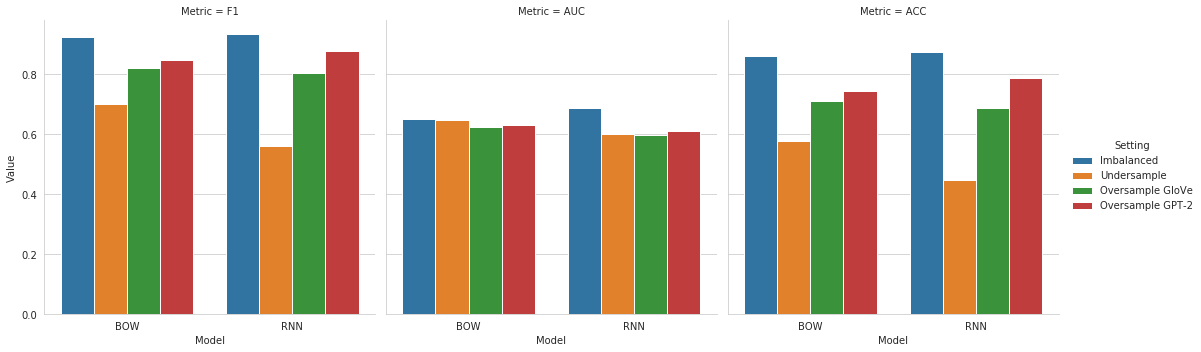 Metric = F1
Metric = AUC
Metric = ACC
Value
0.8
0.6
0.4
0.2
0.0
BOW
RNN
BOW
RNN
BOW
RNN
Model
Model
Model
Setting
Imbalanced
Undersample
Oversample GloVe
Oversample GPT-2